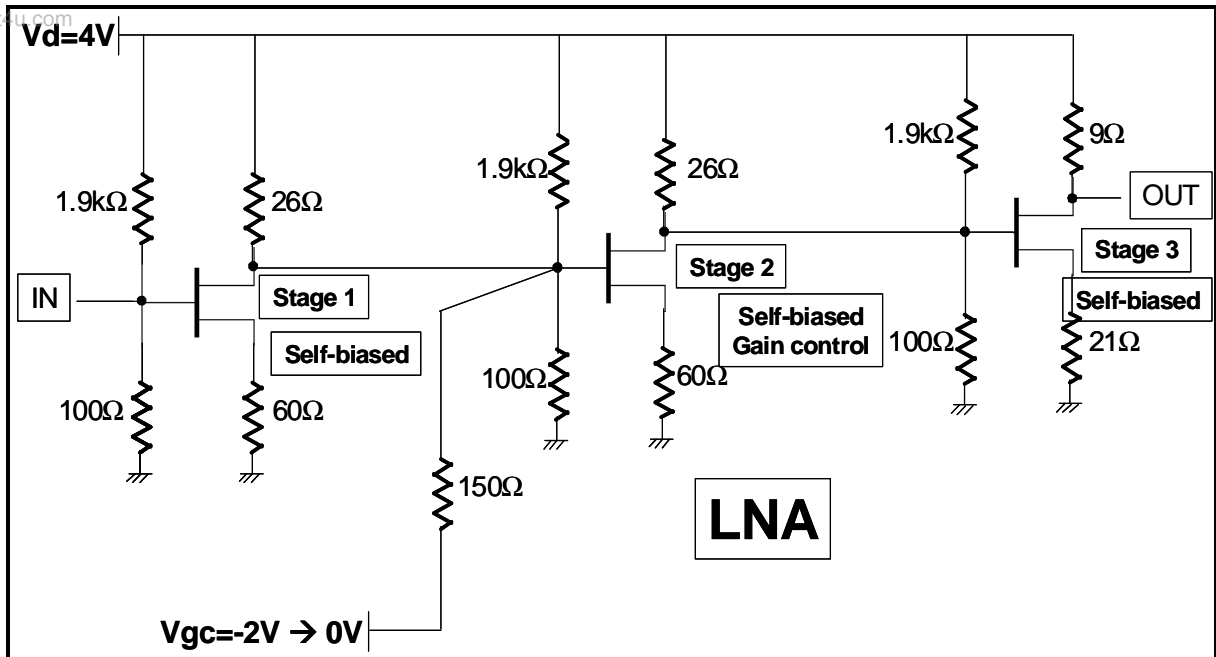 Vd=4V
1.9kΩ
26Ω
1.9kΩ
26Ω
1.9kΩ
9Ω
OUT
IN
Stage 1
Stage 2
Stage 3
Self-biased
Self-biased
Gain control
Self-biased
100Ω
60Ω
100Ω
60Ω
100Ω
21Ω
150Ω
LNA
Vgc=-2V → 0V